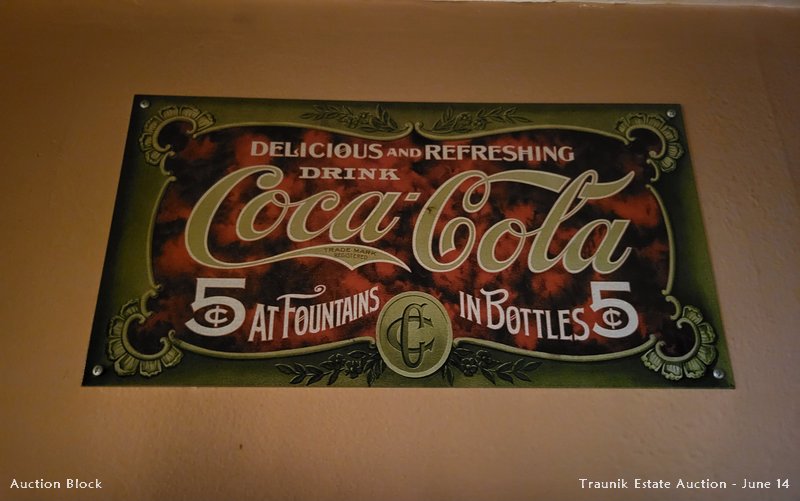 DELICIOUS AND REFRESHING
DRINK
Coca-Cola
TRADE MARK
REGISTERED
5¢ AT FOUNTAINS IN BOTTLES 5¢
CC
Auction Block
Traunik Estate Auction - June 14